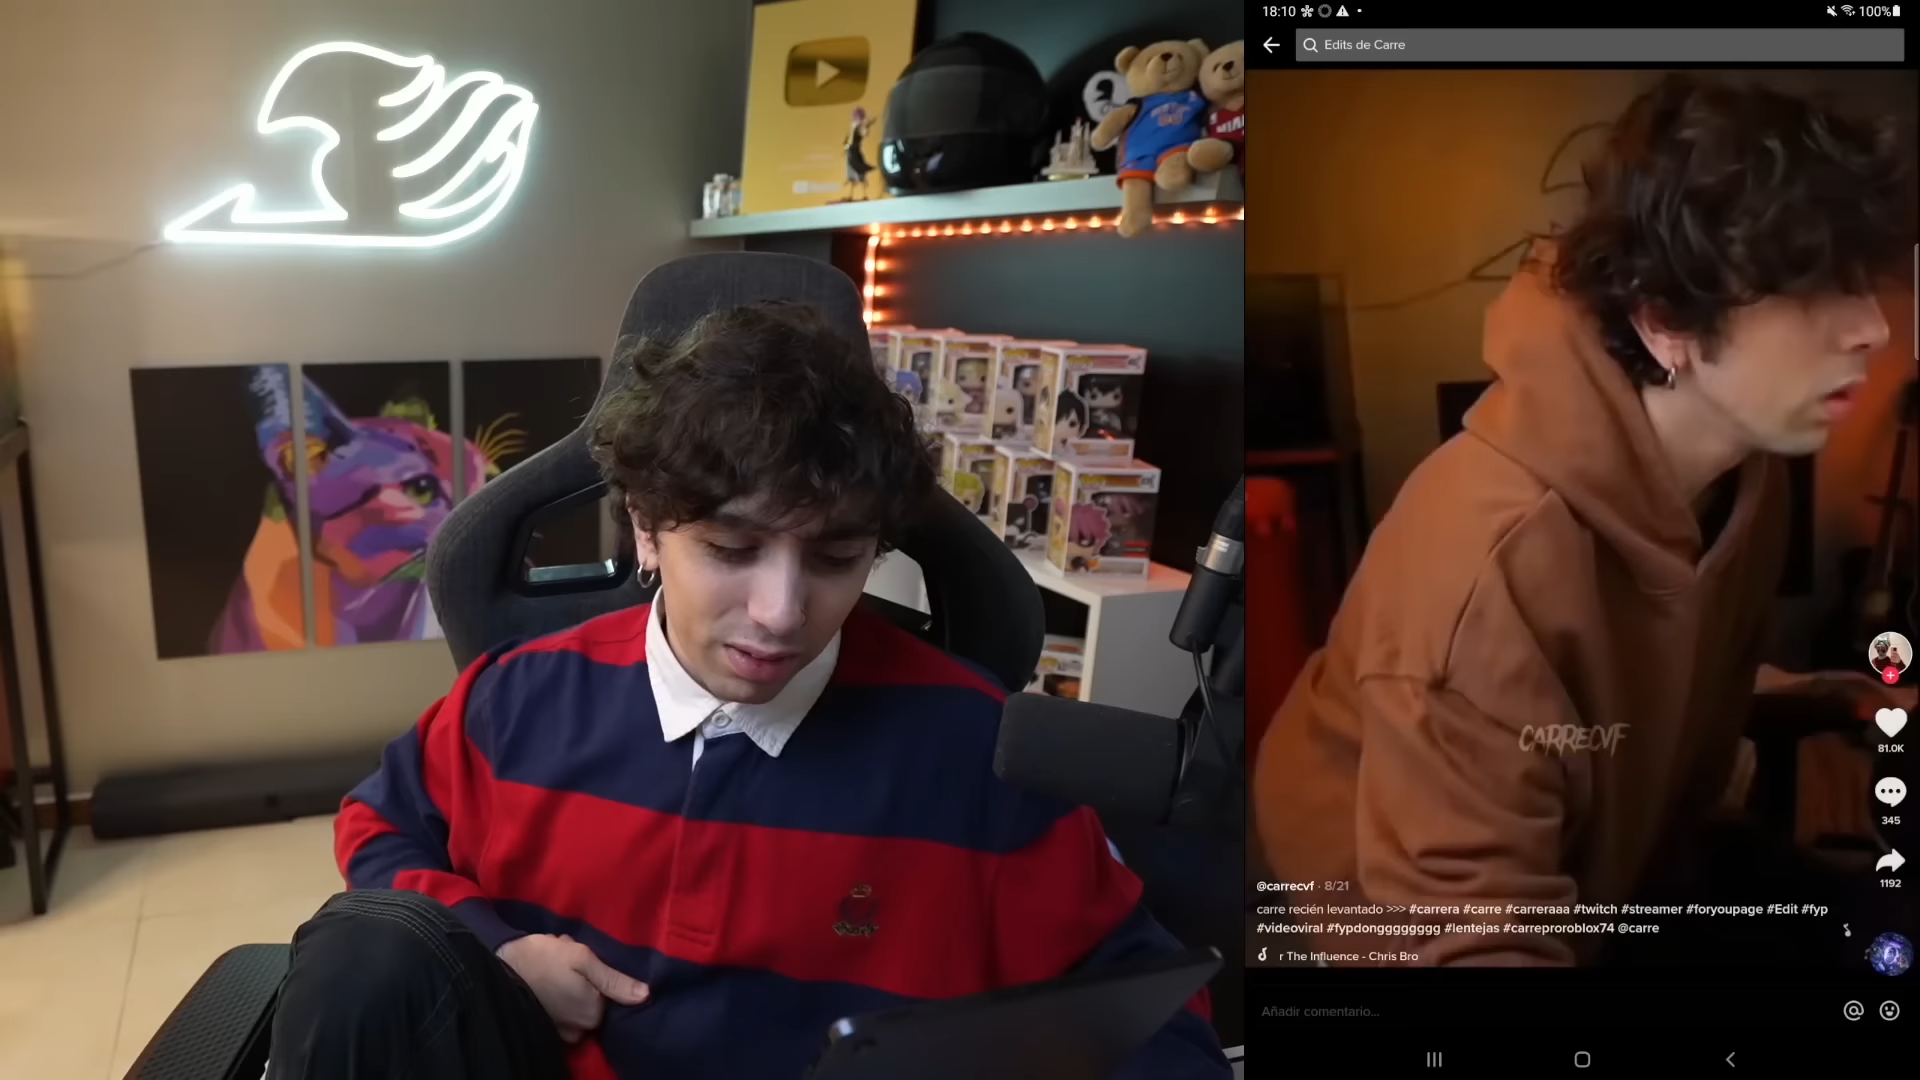 18:10
100%
Edits de Carre
MIAMI
CARRECVF
81.0K
345
1192
@carrecvf · 8/21
carre recién levantado >>> #carrera #carre #carreraaa #twitch #streamer #foryoupage #Edit #fyp
#videoviral #fypdongggggggg #lentejas #carreproroblox74 @carre
r The Influence - Chris Bro
Añadir comentario...